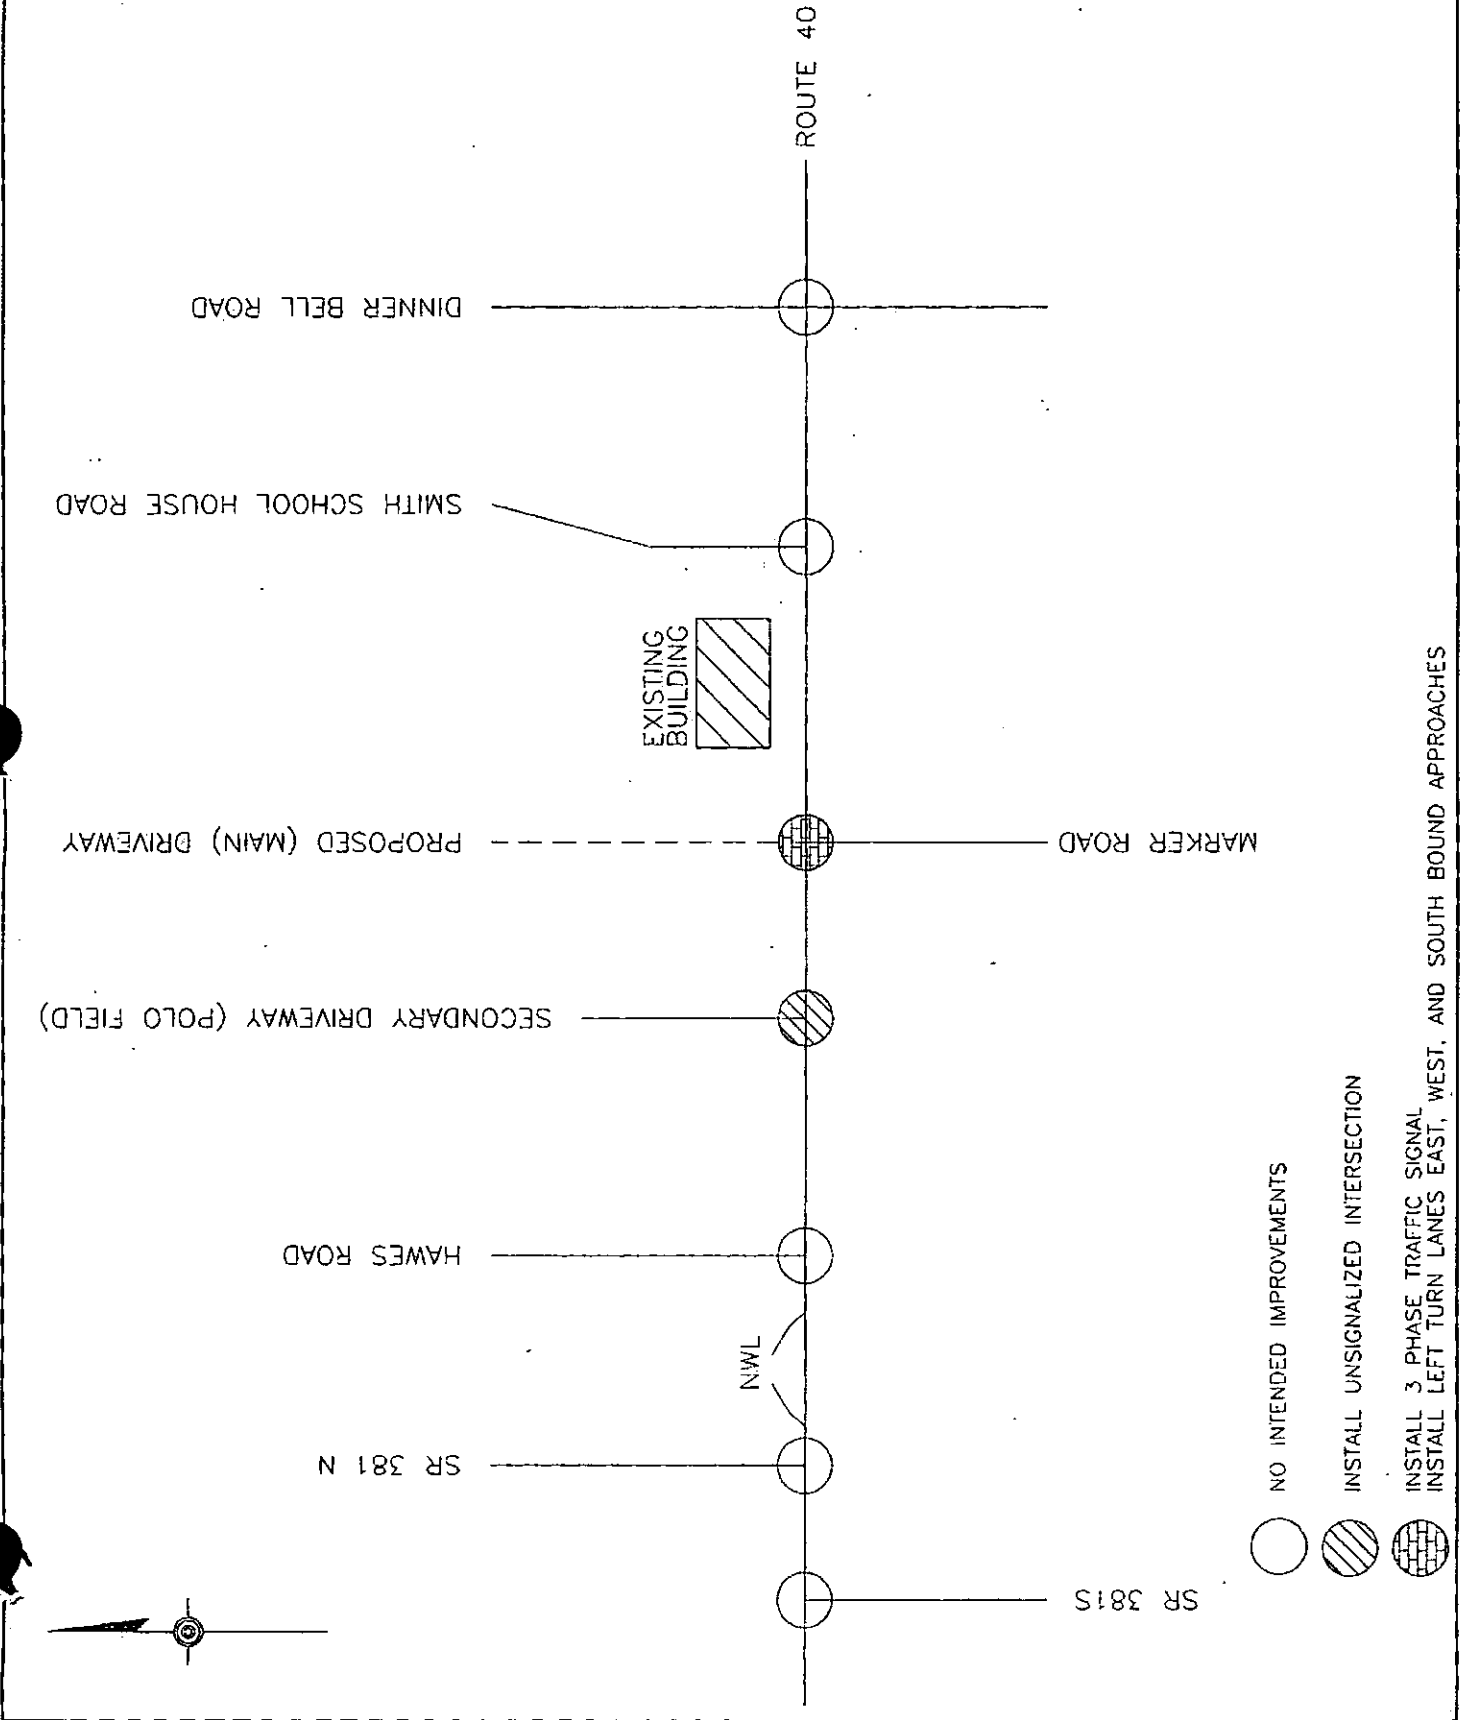 ROUTE 40
DINNER BELL ROAD
SMITH SCHOOL HOUSE ROAD
EXISTING
BUILDING
PROPOSED (MAIN) DRIVEWAY
MARKER ROAD
SECONDARY DRIVEWAY (POLO FIELD)
HAWES ROAD
NWL
SR 381 N
SR 381S
NO INTENDED IMPROVEMENTS
INSTALL UNSIGNALIZED INTERSECTION
INSTALL 3 PHASE TRAFFIC SIGNAL
INSTALL LEFT TURN LANES EAST, WEST, AND SOUTH BOUND APPROACHES